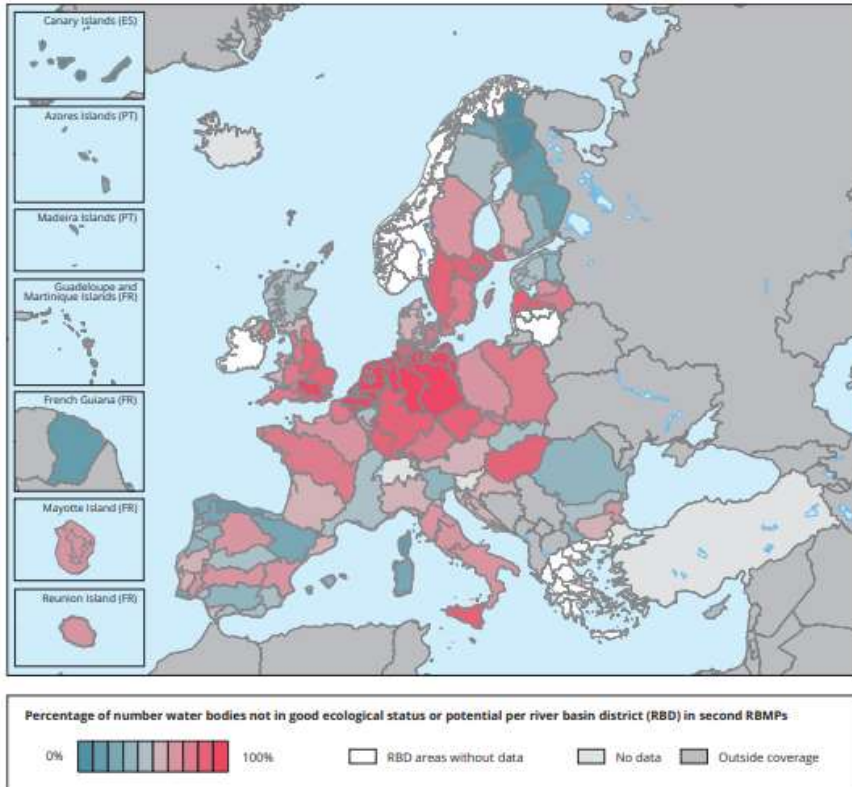 Canary Islands (ES)
Azores Islands (PT)
Madeira Islands (PT)
Guadeloupe and
Martinique Islands (FR)
French Guiana (FR)
Mayotte Island (FR)
Reunion Island (FR)
Percentage of number water bodies not in good ecological status or potential per river basin district (RBD) in second RBMPs
0%
100%
RBD areas without data
No data
Outside coverage